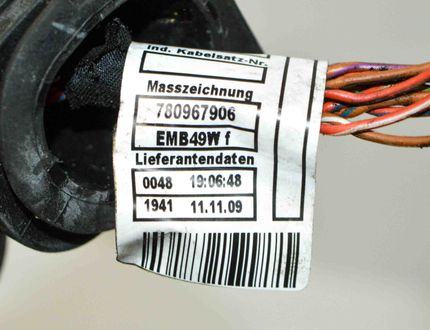 ind. Kabelsatz-Nr.
Masszeichnung
780967906
EMB49W f
Lieferantendaten
0048 19:06:48
1941 11.11.09